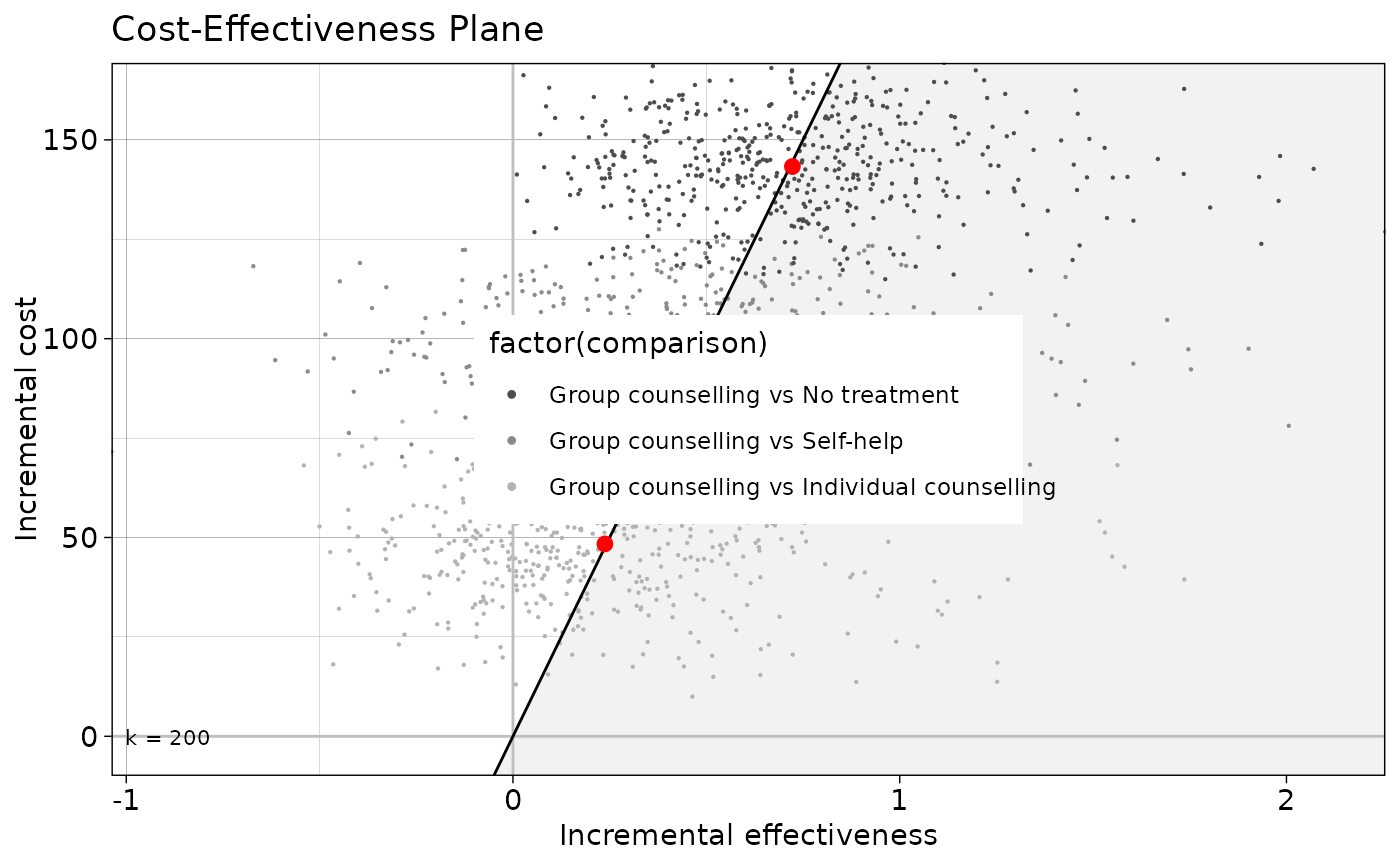 Cost-Effectiveness Plane
Incremental cost
150
100
50
0
factor(comparison)
Group counselling vs No treatment
Group counselling vs Self-help
Group counselling vs Individual counselling
k = 200
-1 0 1 2
Incremental effectiveness